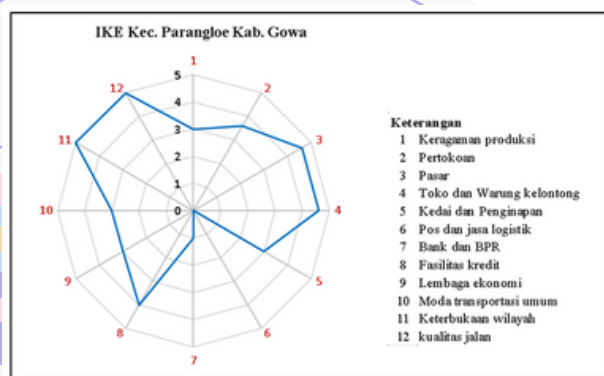 IKE Kec. Parangloe Kab. Gowa
1
12
2
5
4
11
3
3
2
1
10
0
4
9
5
8
6
7
Keterangan
1 Keragaman produksi
2 Pertokoan
3 Pasar
4 Toko dan Warung kelontong
5 Kedai dan Penginapan
6 Pos dan jasa logistik
7 Bank dan BPR
8 Fasilitas kredit
9 Lembaga ekonomi
10 Moda transportasi umum
11 Keterbukaan wilayah
12 kualitas jalan